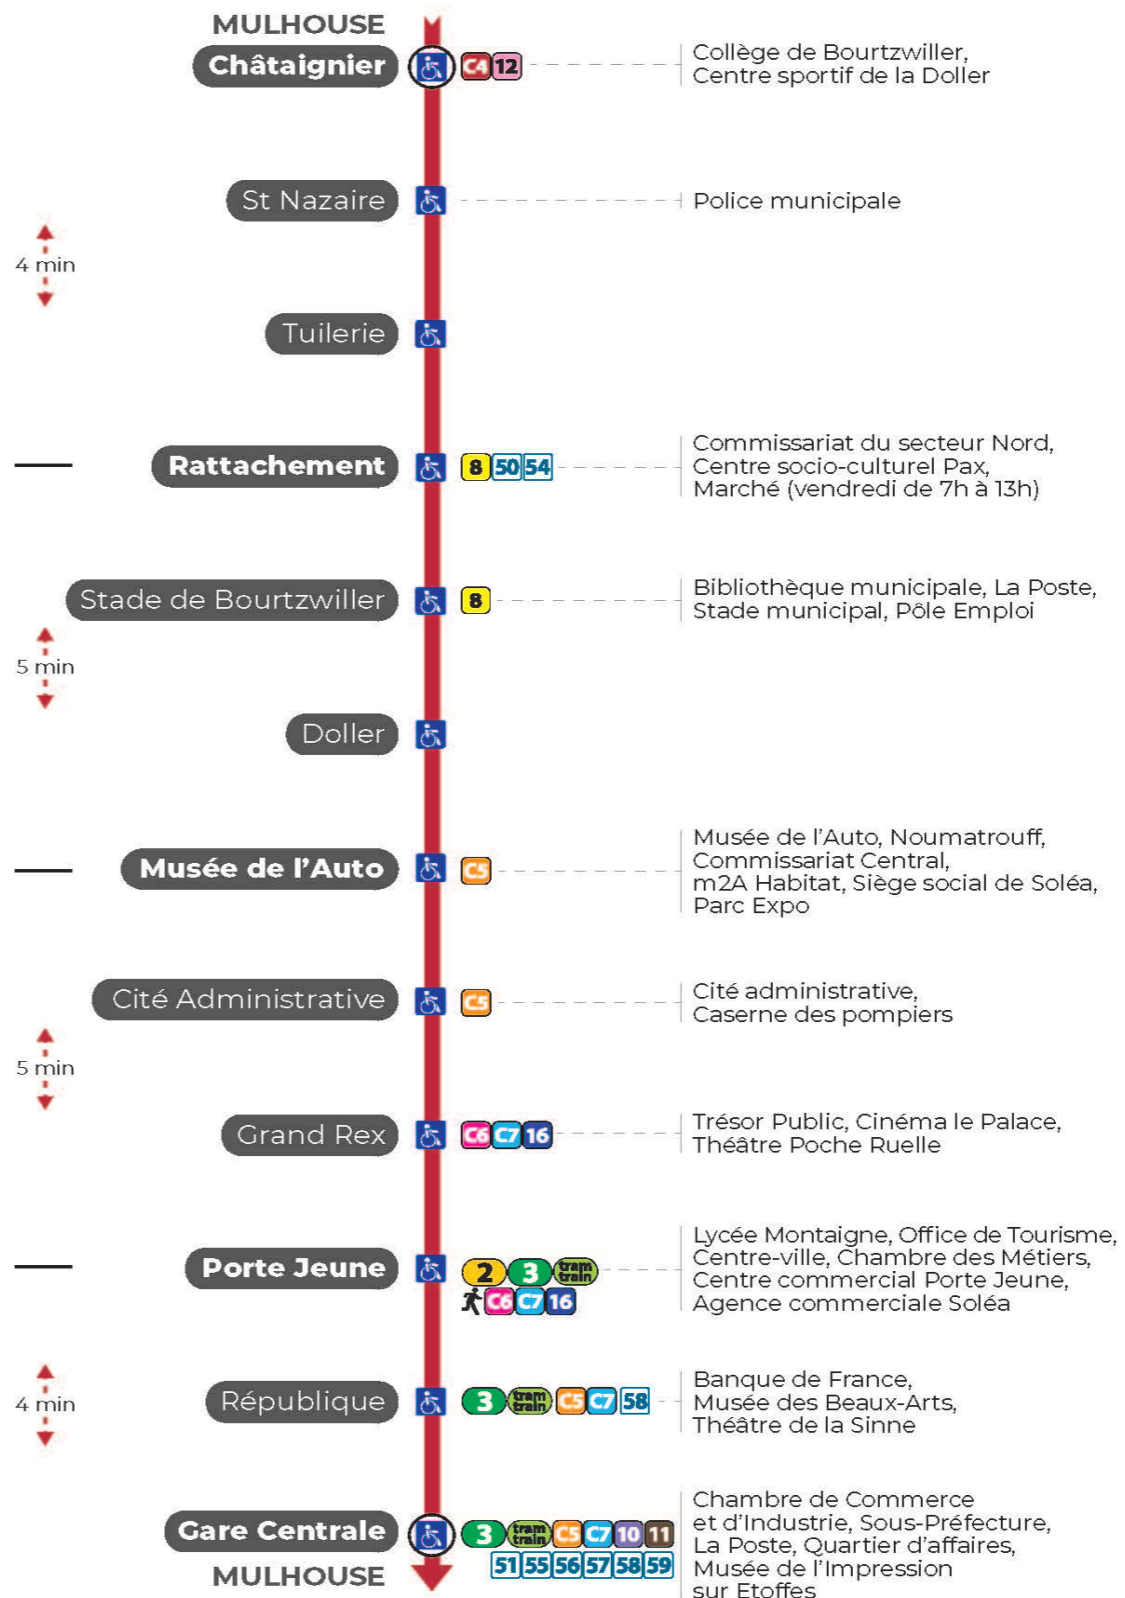 MULHOUSE
Châtaignier
C4 12
Collège de Bourtzwiller,
Centre sportif de la Doller
St Nazaire
Police municipale
4 min
Tuilerie
Rattachement
8 50 54
Commissariat du secteur Nord,
Centre socio-culturel Pax,
Marché (vendredi de 7h à 13h)
Stade de Bourtzwiller
8
Bibliothèque municipale, La Poste,
Stade municipal, Pôle Emploi
5 min
Doller
Musée de l'Auto
C5
Musée de l'Auto, Noumatrouff,
Commissariat Central,
m2A Habitat, Siège social de Soléa,
Parc Expo
Cité Administrative
C5
Cité administrative,
Caserne des pompiers
5 min
Grand Rex
C6 C7 16
Trésor Public, Cinéma le Palace,
Théâtre Poche Ruelle
Porte Jeune
2 3 tram train
C6 C7 16
Lycée Montaigne, Office de Tourisme,
Centre-ville, Chambre des Métiers,
Centre commercial Porte Jeune,
Agence commerciale Soléa
4 min
République
3 tram train C5 C7 58
Banque de France,
Musée des Beaux-Arts,
Théâtre de la Sinne
Gare Centrale
3 tram train C5 C7 10 11
51 55 56 57 58 59
Chambre de Commerce
et d'Industrie, Sous-Préfecture,
La Poste, Quartier d'affaires,
Musée de l'Impression
sur Etoffes
MULHOUSE